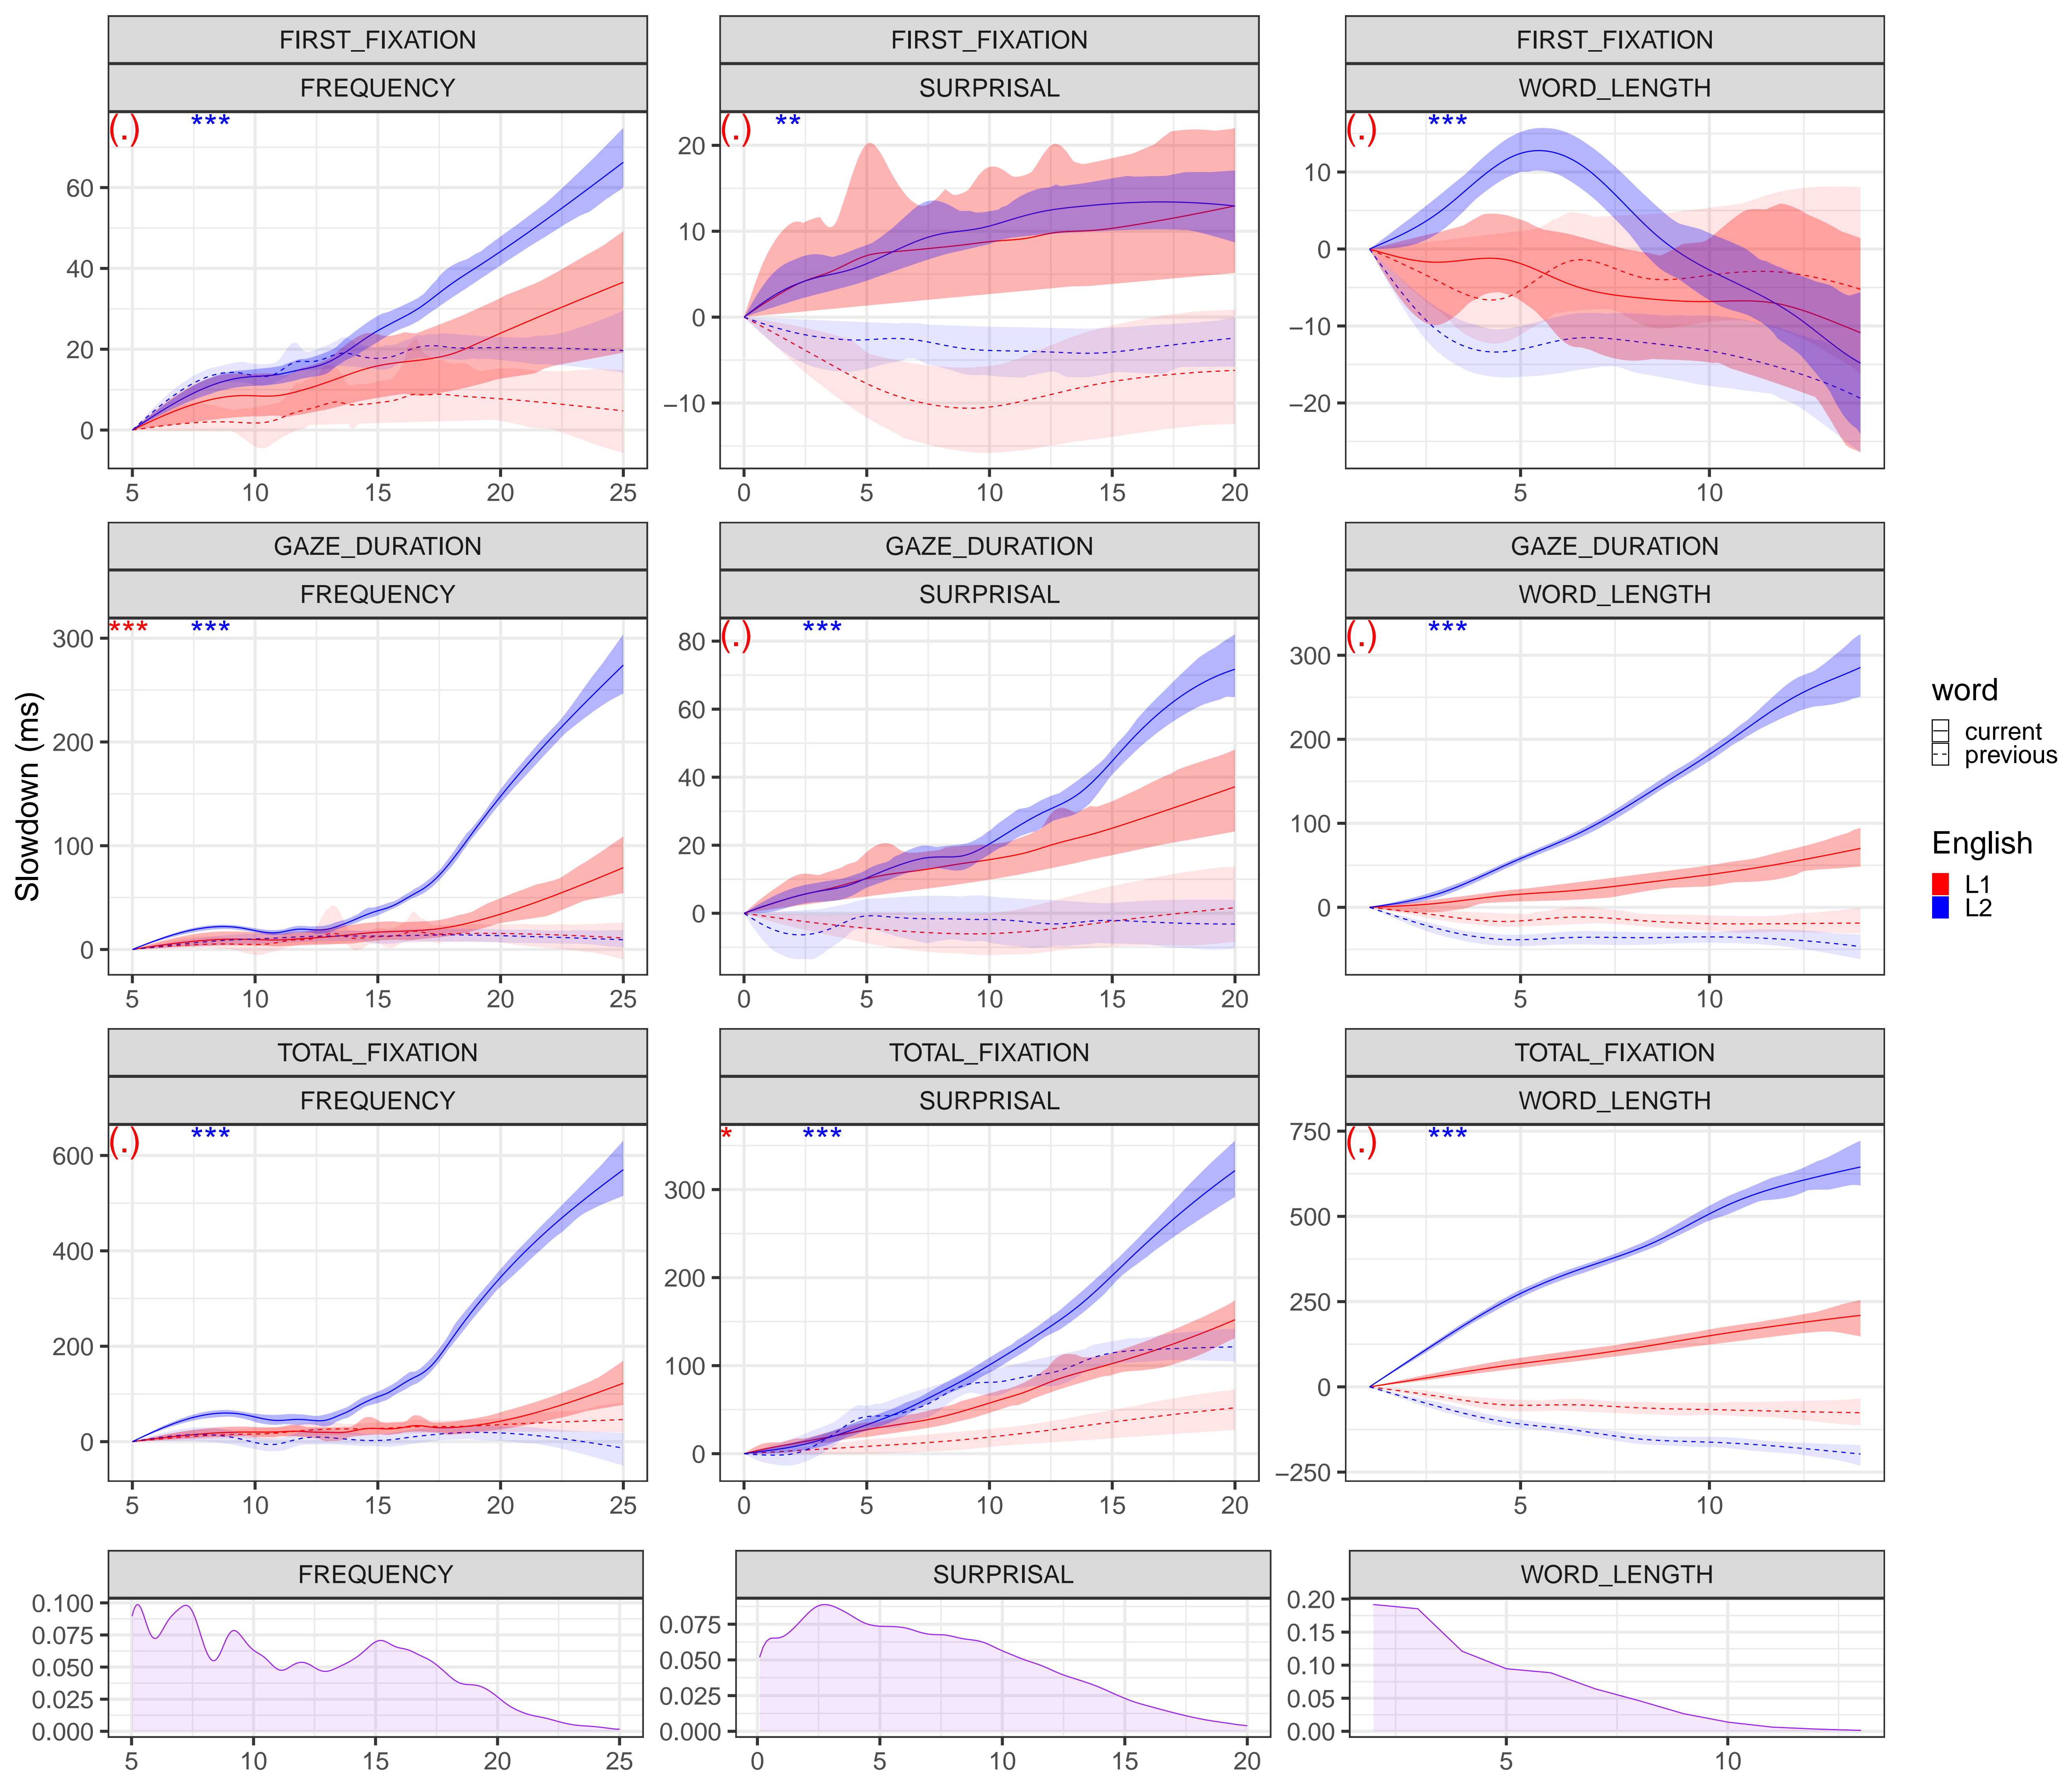 FIRST_FIXATION FIRST_FIXATION FIRST_FIXATION
FREQUENCY SURPRISAL WORD_LENGTH
(.) *** (.) ** (.) ***
60 40 20 0
20 10 0 −10
10 0 −10 −20
5 10 15 20 25 0 5 10 15 20 5 10
GAZE_DURATION GAZE_DURATION GAZE_DURATION
FREQUENCY SURPRISAL WORD_LENGTH
*** *** (.) *** (.) ***
300 200 100 0
80 60 40 20 0
300 200 100 0
5 10 15 20 25 0 5 10 15 20 5 10
TOTAL_FIXATION TOTAL_FIXATION TOTAL_FIXATION
FREQUENCY SURPRISAL WORD_LENGTH
(.) *** * *** (.) ***
600 400 200 0
300 200 100 0
750 500 250 0 −250
5 10 15 20 25 0 5 10 15 20 5 10
FREQUENCY SURPRISAL WORD_LENGTH
0.100 0.075 0.050 0.025 0.000
0.075 0.050 0.025 0.000
0.20 0.15 0.10 0.05 0.00
5 10 15 20 25 0 5 10 15 20 5 10
Slowdown (ms)
word
current
previous
English
L1
L2